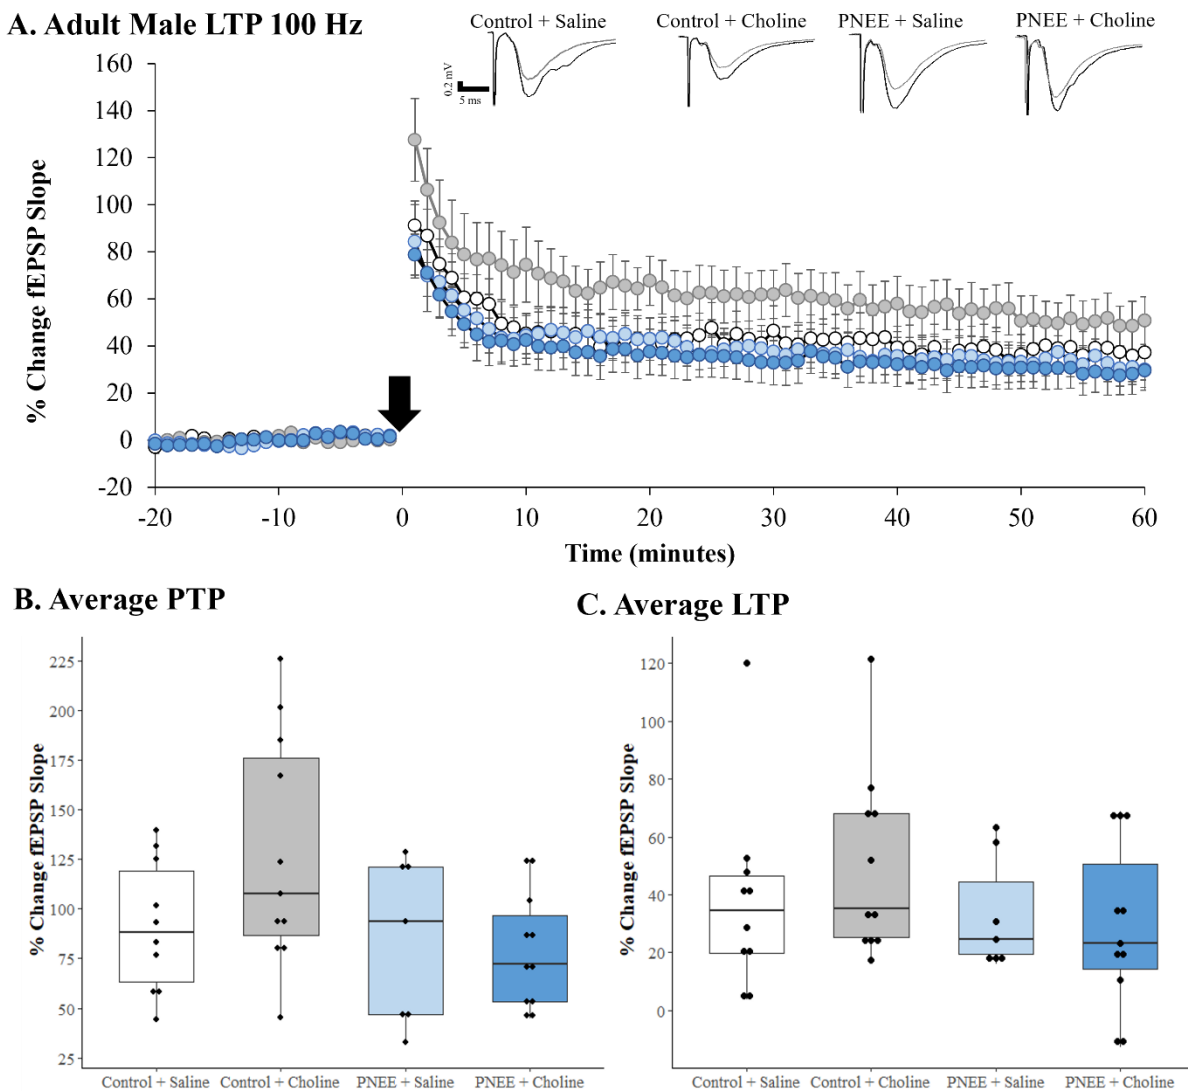 A. Adult Male LTP 100 Hz
Control + Saline
Control + Choline
PNEE + Saline
PNEE + Choline
0.2 mV
5 ms
% Change fEPSP Slope
160
140
120
100
80
60
40
20
0
-20
-20
-10
0
10
20
30
40
50
60
Time (minutes)
B. Average PTP
% Change fEPSP Slope
225
200
175
150
125
100
75
50
25
Control + Saline
Control + Choline
PNEE + Saline
PNEE + Choline
C. Average LTP
% Change fEPSP Slope
120
100
80
60
40
20
0
Control + Saline
Control + Choline
PNEE + Saline
PNEE + Choline